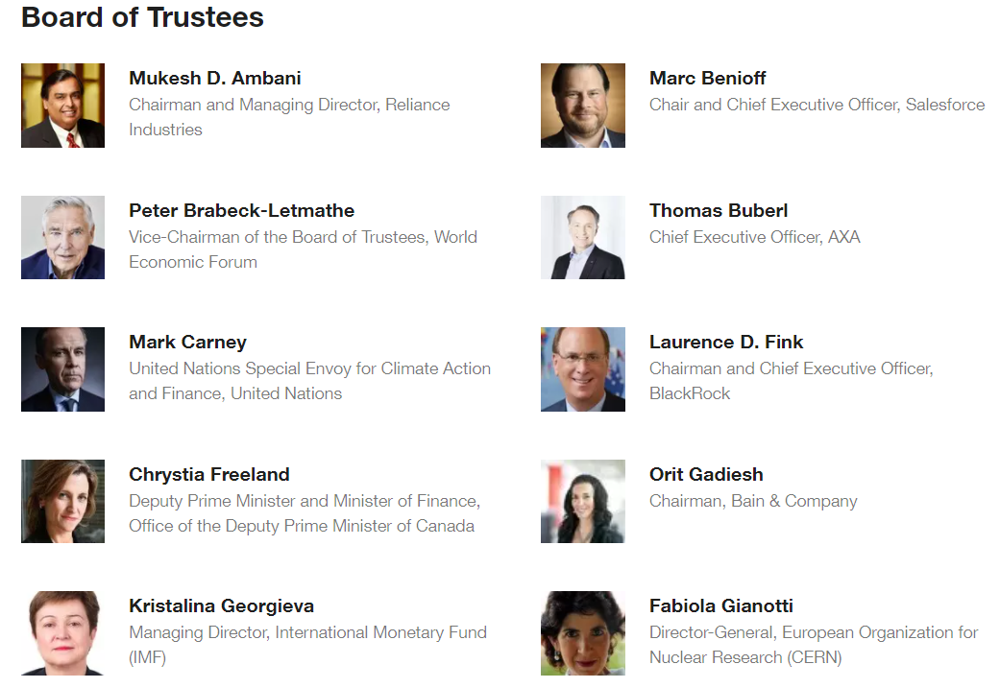 Board of Trustees
Mukesh D. Ambani
Chairman and Managing Director, Reliance
Industries
Marc Benioff
Chair and Chief Executive Officer, Salesforce
Peter Brabeck-Letmathe
Vice-Chairman of the Board of Trustees, World
Economic Forum
Thomas Buberl
Chief Executive Officer, AXA
Mark Carney
United Nations Special Envoy for Climate Action
and Finance, United Nations
Laurence D. Fink
Chairman and Chief Executive Officer,
BlackRock
Chrystia Freeland
Deputy Prime Minister and Minister of Finance,
Office of the Deputy Prime Minister of Canada
Orit Gadiesh
Chairman, Bain & Company
Kristalina Georgieva
Managing Director, International Monetary Fund
(IMF)
Fabiola Gianotti
Director-General, European Organization for
Nuclear Research (CERN)